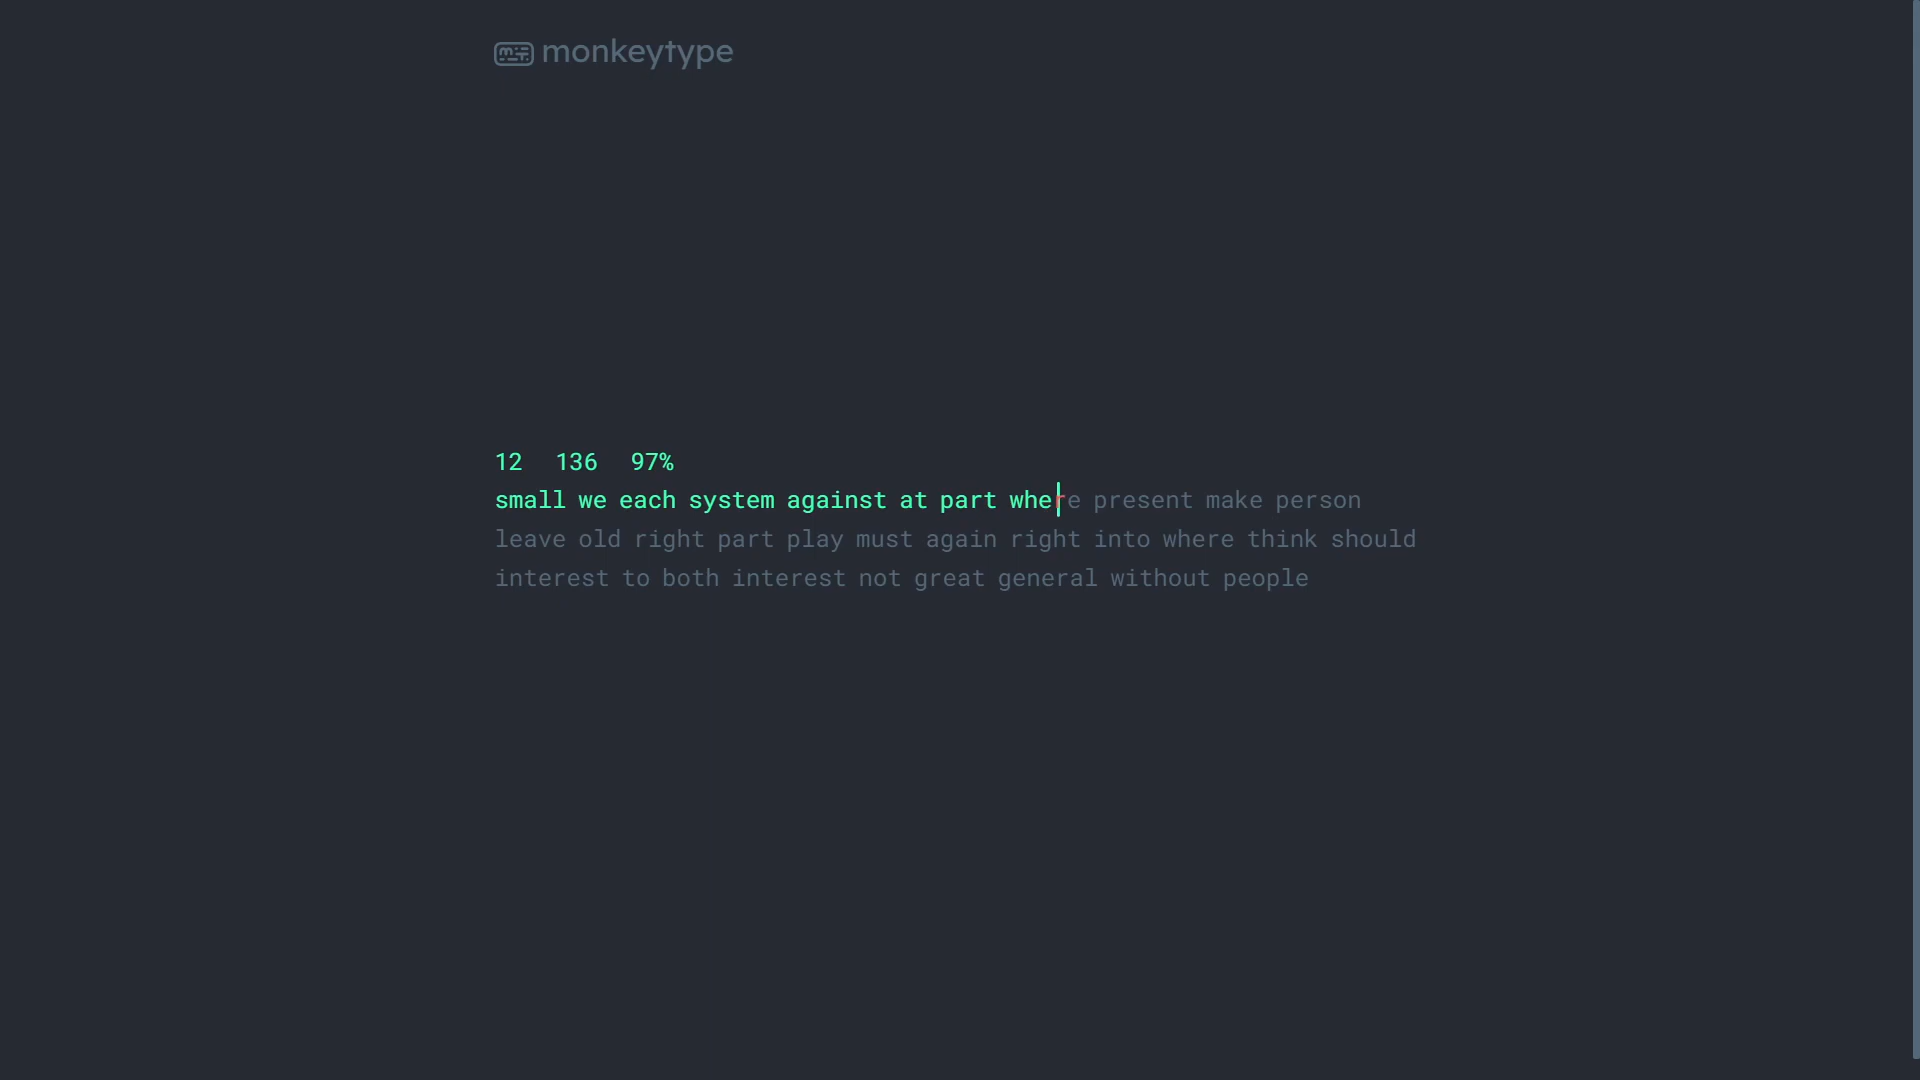 monkeytype
12 136 97%
small we each system against at part where present make person
leave old right part play must again right into where think should
interest to both interest not great general without people